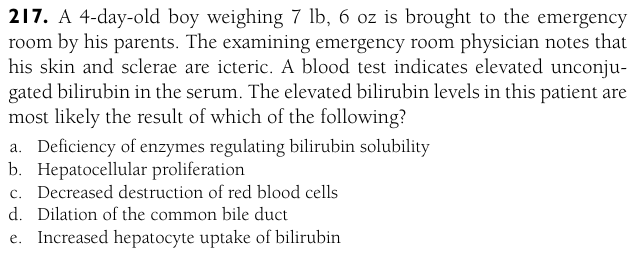 217. A 4-day-old boy weighing 7 lb, 6 oz is brought to the emergency
room by his parents. The examining emergency room physician notes that
his skin and sclerae are icteric. A blood test indicates elevated unconju-
gated bilirubin in the serum. The elevated bilirubin levels in this patient are
most likely the result of which of the following?
a. Deficiency of enzymes regulating bilirubin solubility
b. Hepatocellular proliferation
c. Decreased destruction of red blood cells
d. Dilation of the common bile duct
e. Increased hepatocyte uptake of bilirubin